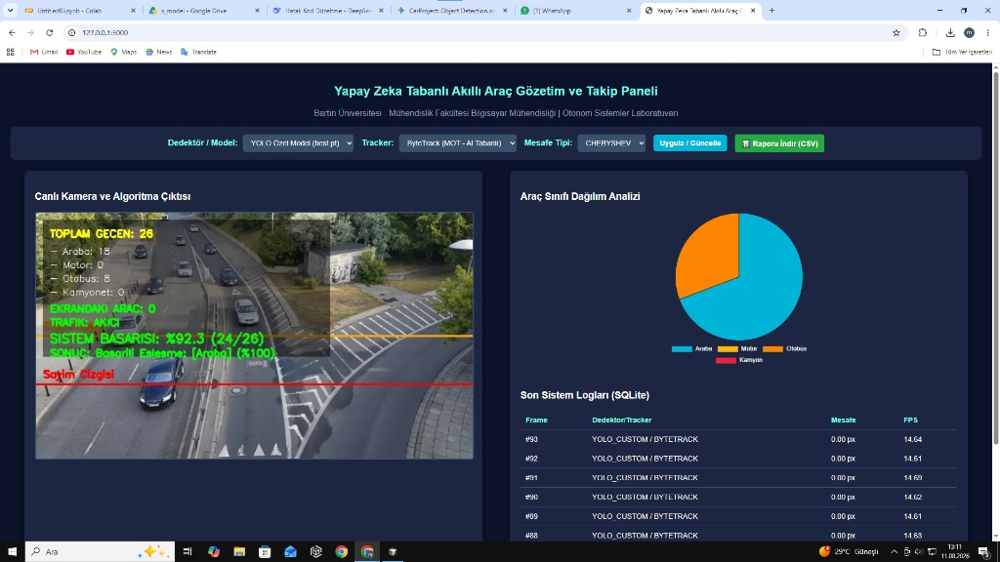 Untitled0.ipynb - Colab
x_model - Google Drive
Hatalı Kod Düzeltme - DeepSee
CarProject: Object Detection an
(1) WhatsApp
Yapay Zeka Tabanlı Akıllı Araç G
127.0.0.1:5000
Gmail YouTube Maps News Translate Tüm Yer İşaretleri
Yapay Zeka Tabanlı Akıllı Araç Gözetim ve Takip Paneli
Bartın Üniversitesi - Mühendislik Fakültesi Bilgisayar Mühendisliği | Otonom Sistemler Laboratuvarı
Dedektör / Model: YOLO Özel Model (best.pt) Tracker: ByteTrack (MOT - AI Tabanlı) Mesafe Tipi: CHEBYSHEV Uygula / Güncelle Raporu İndir (CSV)
Canlı Kamera ve Algoritma Çıktısı
TOPLAM GECEN: 26
- Araba: 18
- Motor: 0
- Otobus: 8
- Kamyonet: 0
EKRANDAKI ARAC: 0
TRAFIK: AKICI
SISTEM BASARISI: %92.3 (24/26)
SONUC: Basarili Eslesme: [Araba] (%100)
Sayim Cizgisi
Araç Sınıfı Dağılım Analizi
Araba Motor Otobüs
Kamyon
Son Sistem Logları (SQLite)
Frame Dedektor/Tracker Mesafe FPS
#93 YOLO_CUSTOM / BYTETRACK 0.00 px 14.64
#92 YOLO_CUSTOM / BYTETRACK 0.00 px 14.61
#91 YOLO_CUSTOM / BYTETRACK 0.00 px 14.69
#90 YOLO_CUSTOM / BYTETRACK 0.00 px 14.62
#89 YOLO_CUSTOM / BYTETRACK 0.00 px 14.61
#88 YOLO_CUSTOM / BYTETRACK 0.00 px 14.63
Ara
29°C Güneşli
13:11
11.08.2026